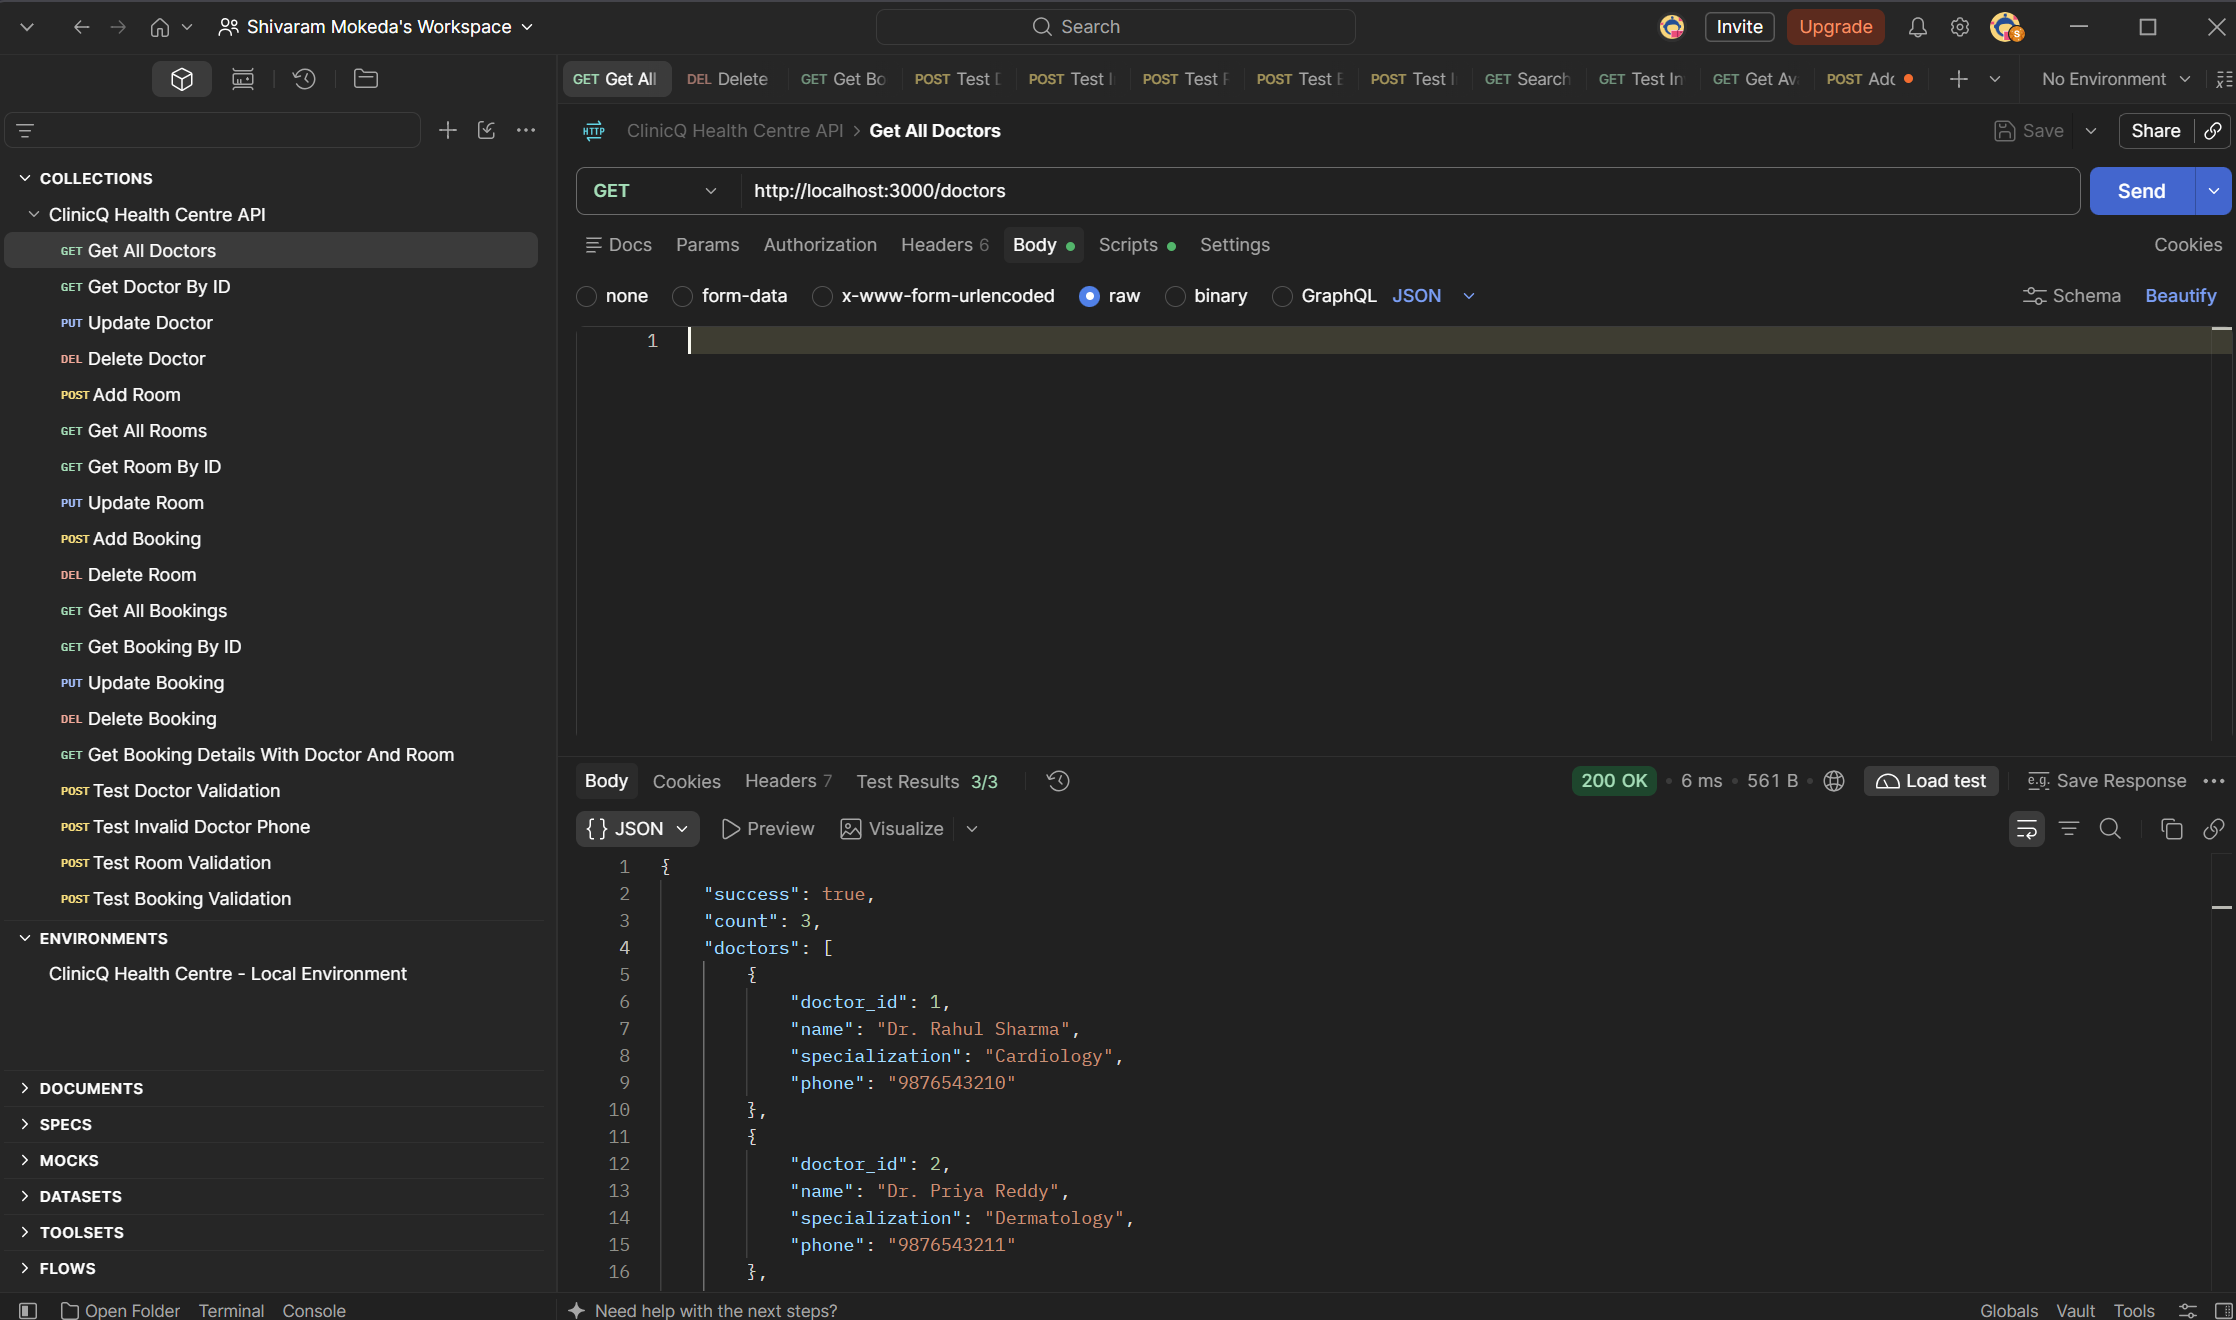 Shivaram Mokeda's Workspace
Search
Invite
Upgrade
GET Get All
DEL Delete
GET Get Bo
POST Test
POST Test
POST Test
POST Test
POST Test
GET Search
GET Test In
GET Get Av
POST Adc
No Environment
HTTP ClinicQ Health Centre API > Get All Doctors
Save
Share
COLLECTIONS
ClinicQ Health Centre API
GET Get All Doctors
GET Get Doctor By ID
PUT Update Doctor
DEL Delete Doctor
POST Add Room
GET Get All Rooms
GET Get Room By ID
PUT Update Room
POST Add Booking
DEL Delete Room
GET Get All Bookings
GET Get Booking By ID
PUT Update Booking
DEL Delete Booking
GET Get Booking Details With Doctor And Room
POST Test Doctor Validation
POST Test Invalid Doctor Phone
POST Test Room Validation
POST Test Booking Validation
ENVIRONMENTS
ClinicQ Health Centre - Local Environment
DOCUMENTS
SPECS
MOCKS
DATASETS
TOOLSETS
FLOWS
GET http://localhost:3000/doctors Send
Docs Params Authorization Headers 6 Body Scripts Settings Cookies
none form-data x-www-form-urlencoded raw binary GraphQL JSON Schema Beautify
1
Body Cookies Headers 7 Test Results 3/3 200 OK • 6 ms • 561 B • Load test e.g. Save Response
{} JSON Preview Visualize
1 {
2 "success": true,
3 "count": 3,
4 "doctors": [
5 {
6 "doctor_id": 1,
7 "name": "Dr. Rahul Sharma",
8 "specialization": "Cardiology",
9 "phone": "9876543210"
10 },
11 {
12 "doctor_id": 2,
13 "name": "Dr. Priya Reddy",
14 "specialization": "Dermatology",
15 "phone": "9876543211"
16 },
Open Folder Terminal Console
Need help with the next steps?
Globals Vault Tools